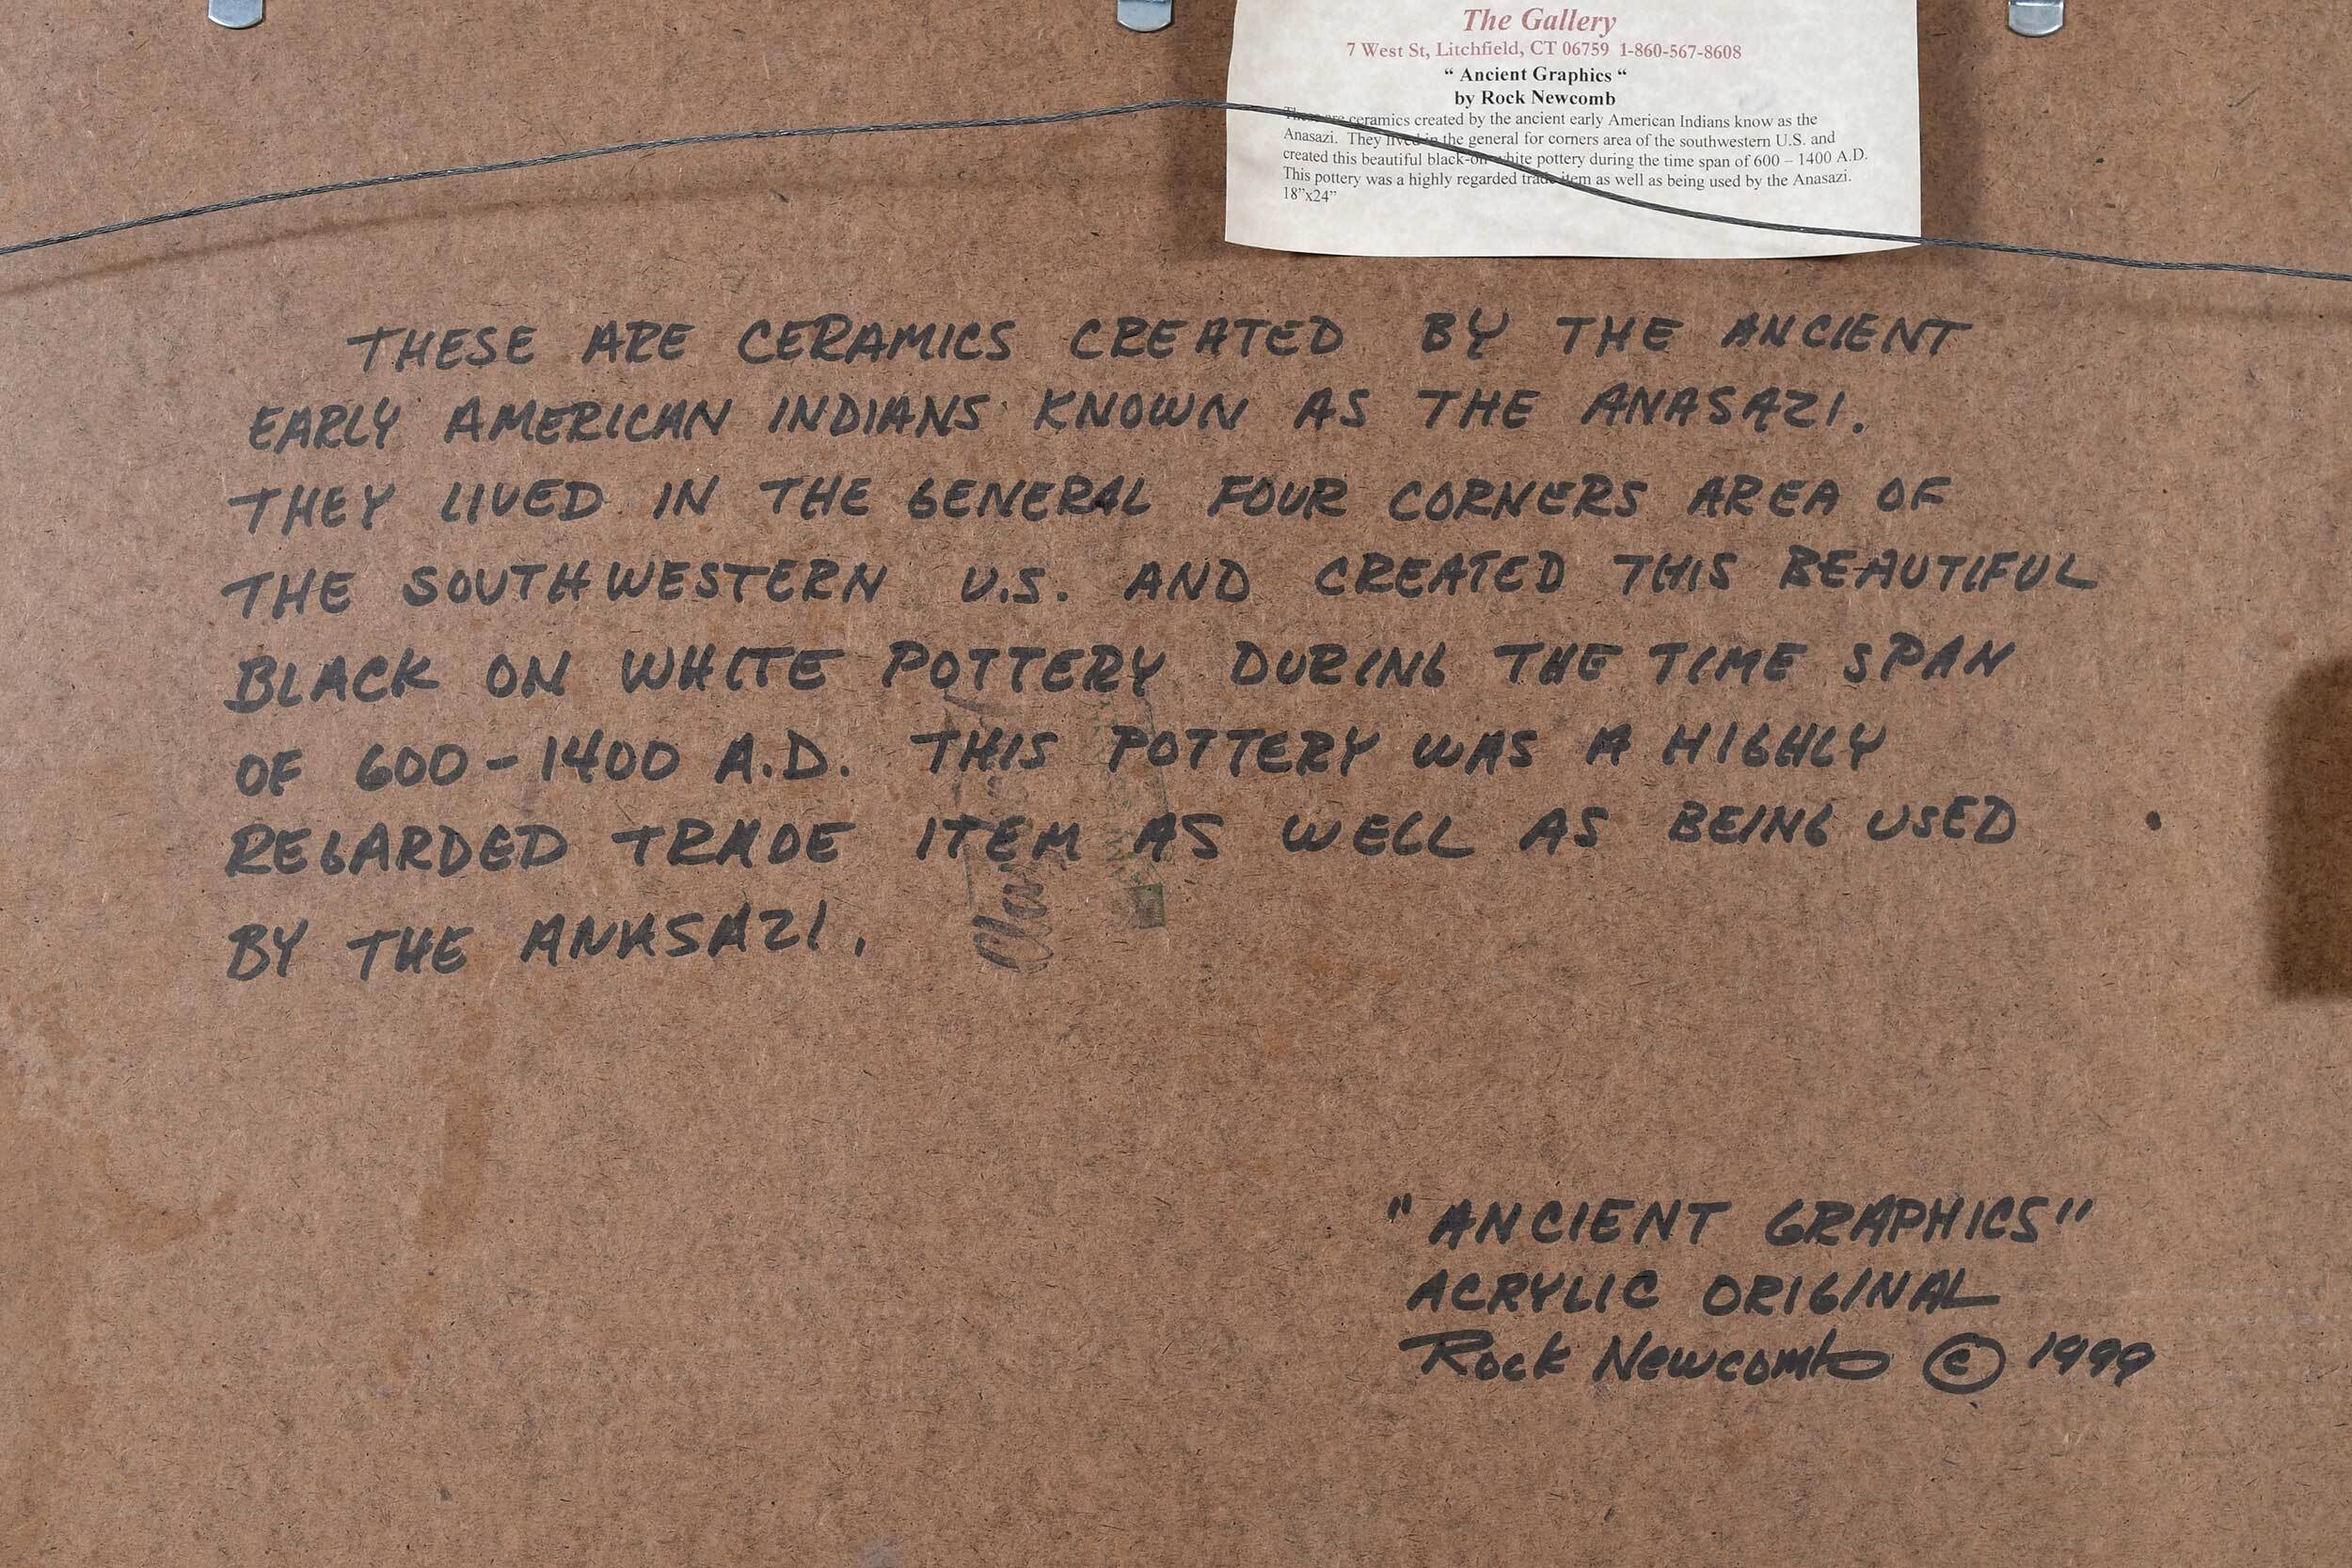 The Gallery
7 West St, Litchfield, CT 06759 1-860-567-8608
“ Ancient Graphics “
by Rock Newcomb
These are ceramics created by the ancient early American Indians know as the
Anasazi. They lived in the general for corners area of the southwestern U.S. and
created this beautiful black-on-white pottery during the time span of 600 – 1400 A.D.
This pottery was a highly regarded trade item as well as being used by the Anasazi.
18”x24”
THESE ARE CERAMICS CREATED BY THE ANCIENT
EARLY AMERICAN INDIANS KNOWN AS THE ANASAZI.
THEY LIVED IN THE GENERAL FOUR CORNERS AREA OF
THE SOUTHWESTERN U.S. AND CREATED THIS BEAUTIFUL
BLACK ON WHITE POTTERY DURING THE TIME SPAN
OF 600-1400 A.D. THIS POTTERY WAS A HIGHLY
REGARDED TRADE ITEM AS WELL AS BEING USED
BY THE ANASAZI.
"ANCIENT GRAPHICS"
ACRYLIC ORIGINAL
Rock Newcomb © 1999